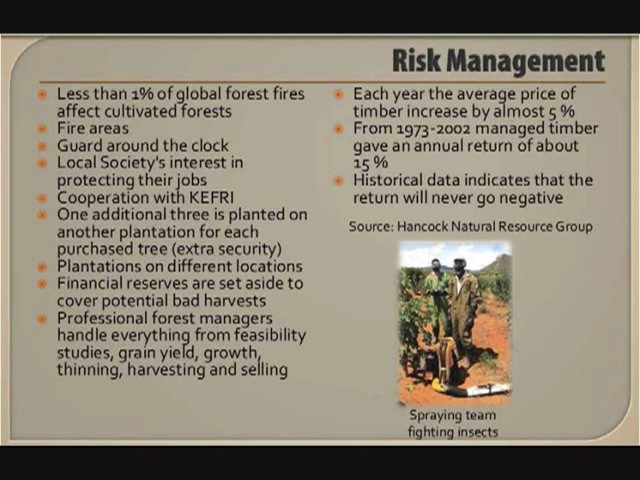 Risk Management
Less than 1% of global forest fires
affect cultivated forests
Fire areas
Guard around the clock
Local Society's interest in
protecting their jobs
Cooperation with KEFRI
One additional three is planted on
another plantation for each
purchased tree (extra security)
Plantations on different locations
Financial reserves are set aside to
cover potential bad harvests
Professional forest managers
handle everything from feasibility
studies, grain yield, growth,
thinning, harvesting and selling
Each year the average price of
timber increase by almost 5 %
From 1973-2002 managed timber
gave an annual return of about
15 %
Historical data indicates that the
return will never go negative
Source: Hancock Natural Resource Group
Spraying team
fighting insects